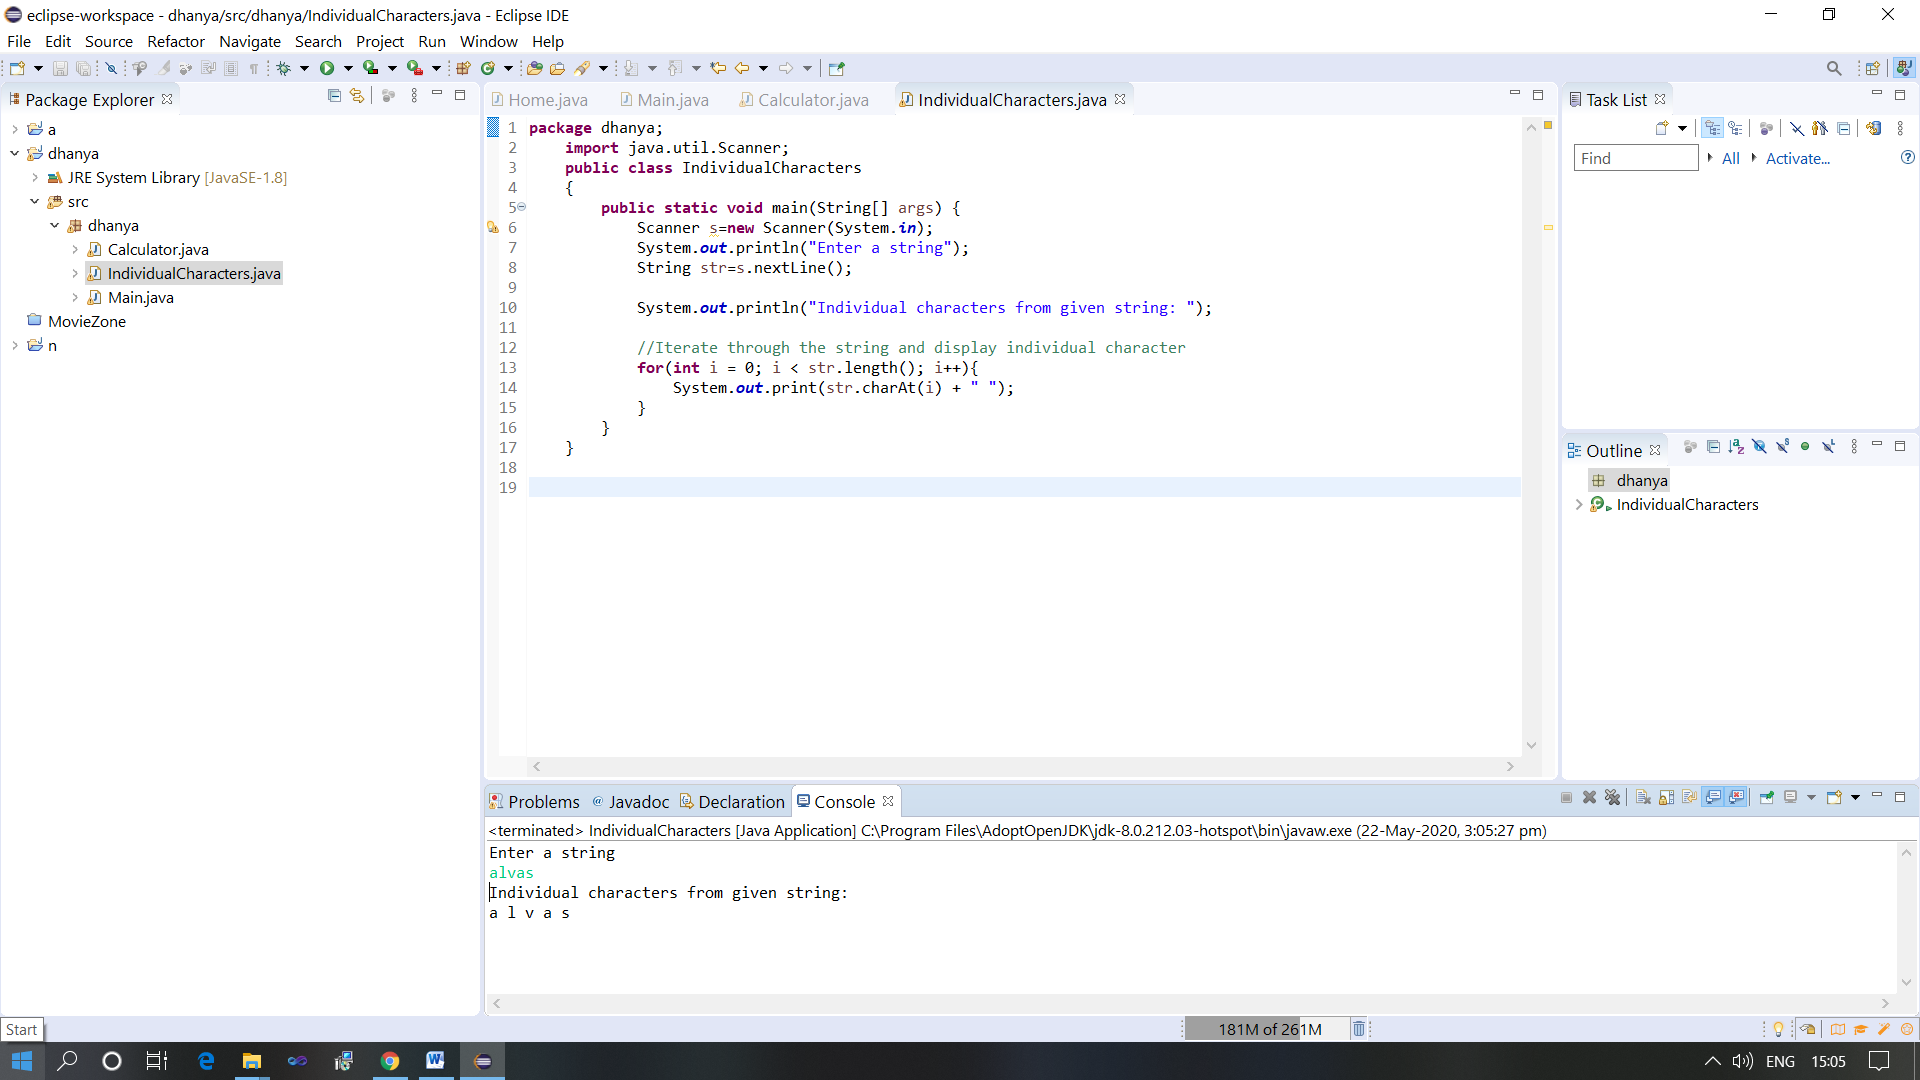 eclipse-workspace - dhanya/src/dhanya/IndividualCharacters.java - Eclipse IDE
File Edit Source Refactor Navigate Search Project Run Window Help
Package Explorer
a
dhanya
JRE System Library [JavaSE-1.8]
src
dhanya
Calculator.java
IndividualCharacters.java
Main.java
MovieZone
n
Home.java Main.java Calculator.java IndividualCharacters.java
1 package dhanya;
2 import java.util.Scanner;
3 public class IndividualCharacters
4 {
5 public static void main(String[] args) {
6 Scanner s=new Scanner(System.in);
7 System.out.println("Enter a string");
8 String str=s.nextLine();
9
10 System.out.println("Individual characters from given string: ");
11
12 //Iterate through the string and display individual character
13 for(int i = 0; i < str.length(); i++){
14 System.out.print(str.charAt(i) + " ");
15 }
16 }
17 }
18
19
Task List
Find All Activate...
Outline
dhanya
IndividualCharacters
Problems Javadoc Declaration Console
<terminated> IndividualCharacters [Java Application] C:\Program Files\AdoptOpenJDK\jdk-8.0.212.03-hotspot\bin\javaw.exe (22-May-2020, 3:05:27 pm)
Enter a string
alvas
Individual characters from given string:
a l v a s
Start
181M of 261M
ENG 15:05